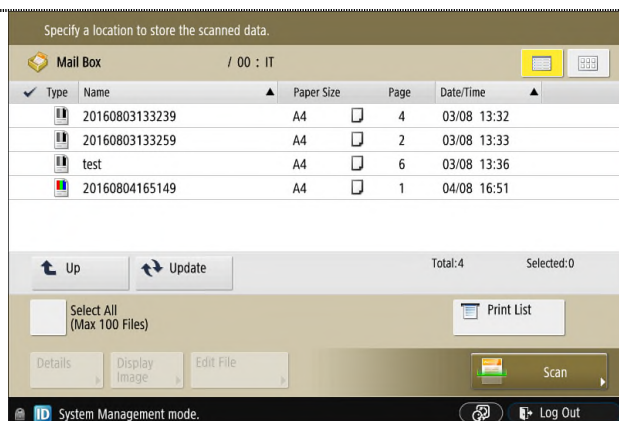 Specify a location to store the scanned data.
Mail Box / 00 : IT
Type Name Paper Size Page Date/Time
20160803133239 A4 4 03/08 13:32
20160803133259 A4 2 03/08 13:33
test A4 6 03/08 13:36
20160804165149 A4 1 04/08 16:51
Up Update Total:4 Selected:0
Select All
(Max 100 Files)
Print List
Details Display
Image Edit File
Scan
ID System Management mode. Log Out